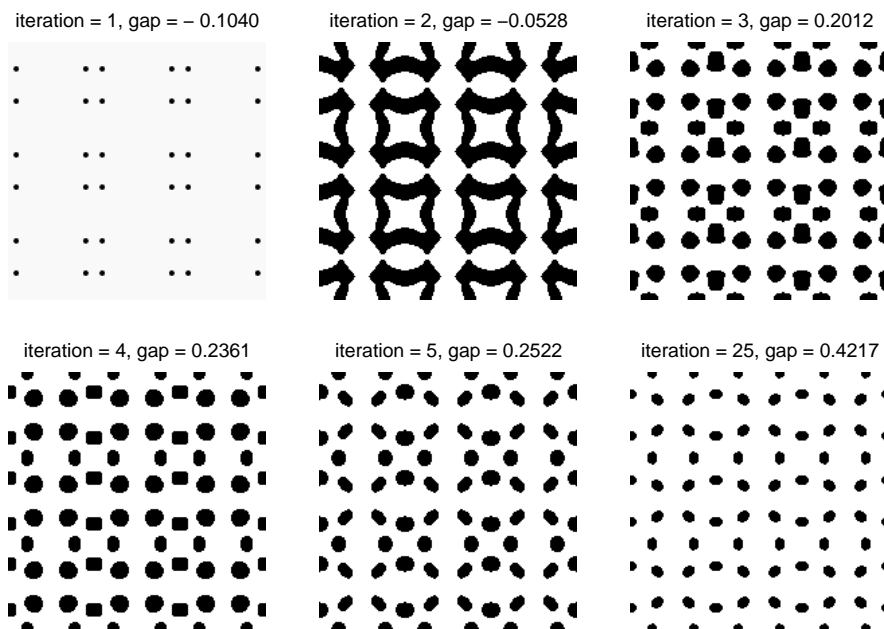 iteration = 1, gap = − 0.1040
iteration = 2, gap = −0.0528
iteration = 3, gap = 0.2012
iteration = 4, gap = 0.2361
iteration = 5, gap = 0.2522
iteration = 25, gap = 0.4217